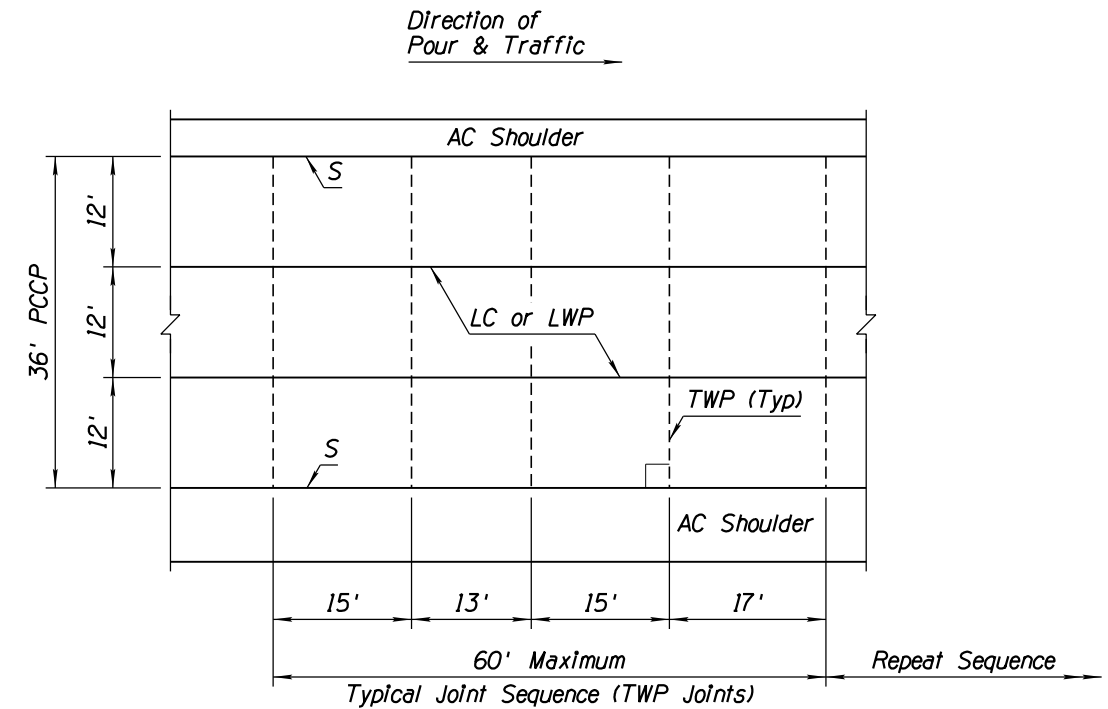 Direction of
Pour & Traffic
AC Shoulder
S
12'
12'
36' PCCP
LC or LWP
TWP (Typ)
12'
S
AC Shoulder
15'
13'
15'
17'
60' Maximum
Repeat Sequence
Typical Joint Sequence (TWP Joints)